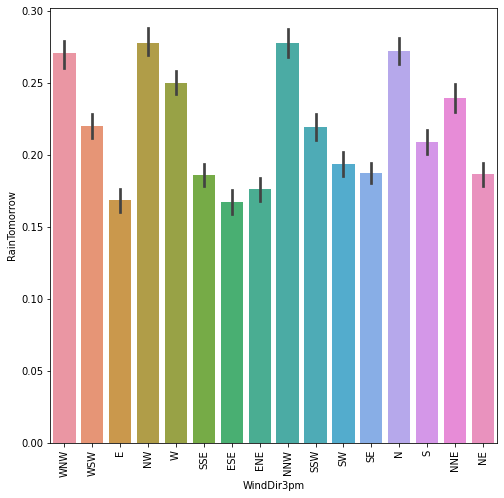 0.30
0.25
0.20
0.15
0.10
0.05
0.00
RainTomorrow
WNW
WSW
E
NW
W
SSE
ESE
ENE
NNW
SSW
SW
SE
N
S
NNE
NE
WindDir3pm